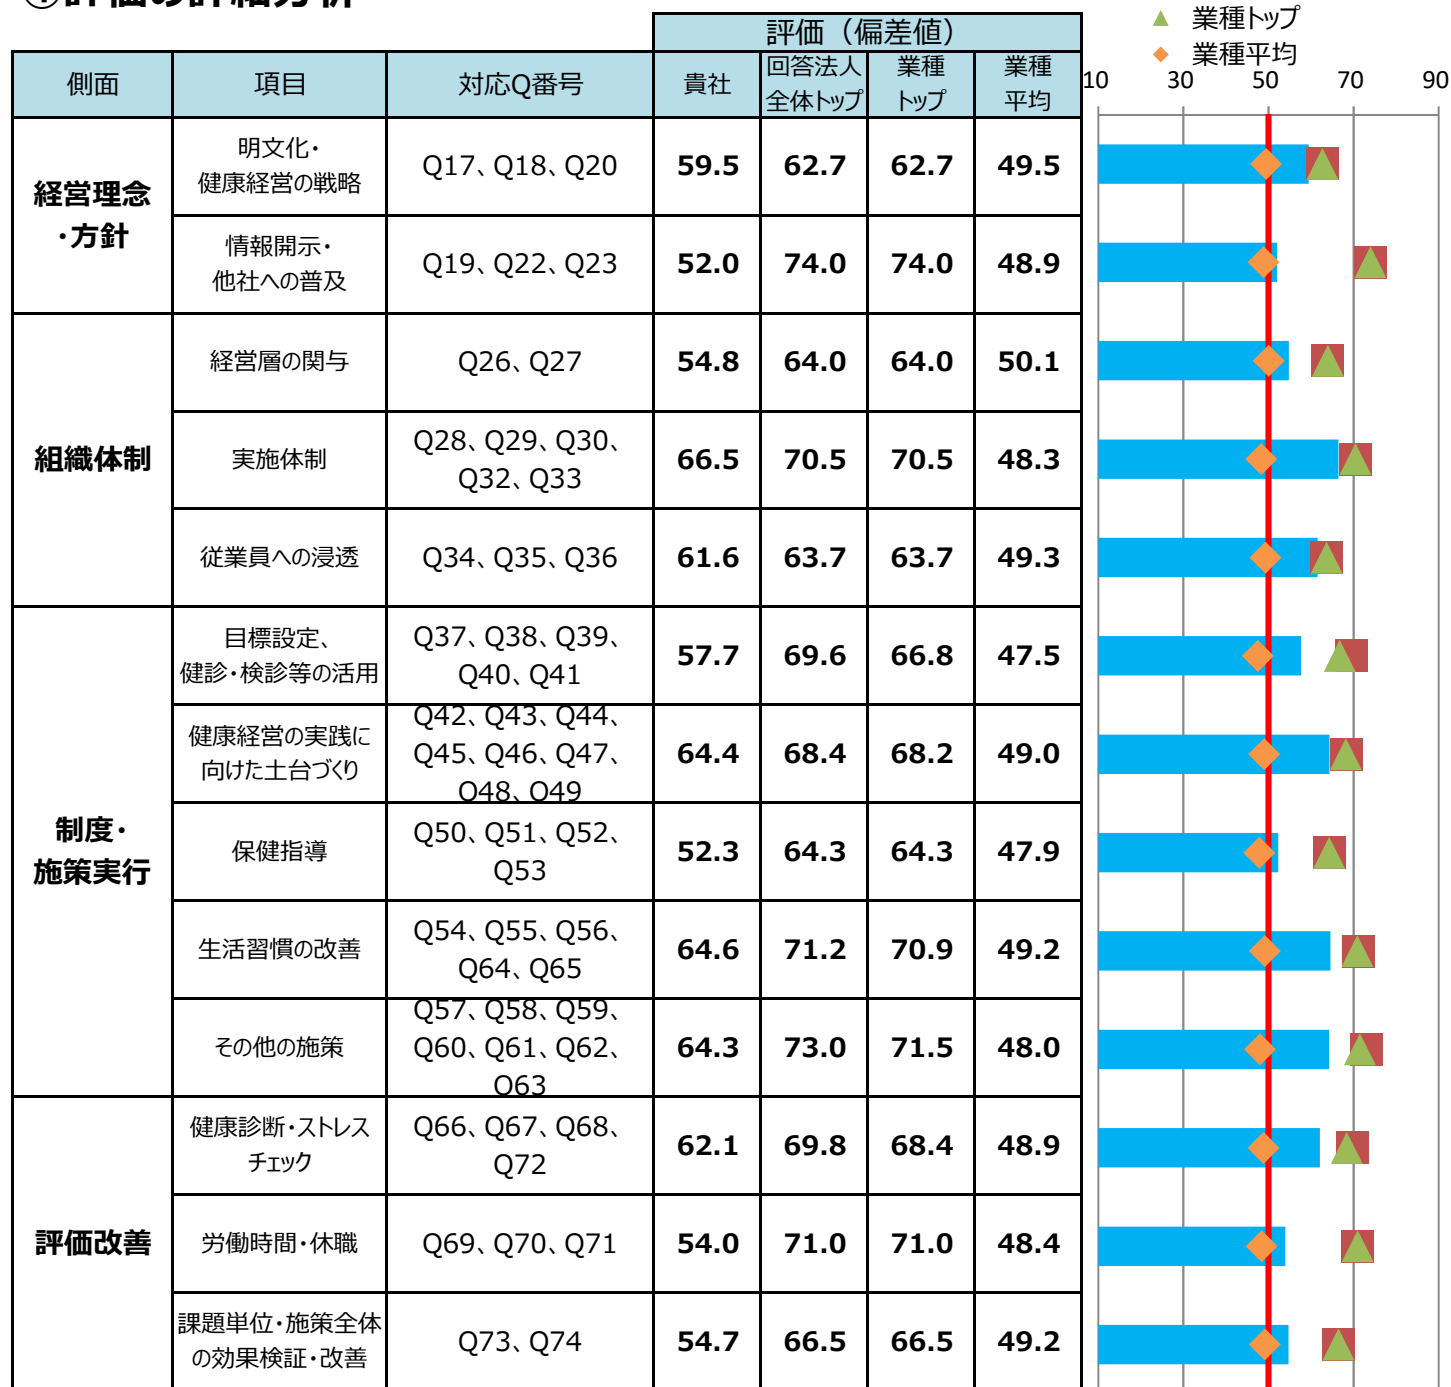 ①評価の詳細分析
▲ 業種トップ
◆ 業種平均
評価（偏差値）
側面 項目 対応Q番号 貴社 回答法人 業種 業種
全体トップ トップ 平均
10 30 50 70 90
経営理念
・方針
明文化・
健康経営の戦略
Q17、Q18、Q20 59.5 62.7 62.7 49.5
情報開示・
他社への普及
Q19、Q22、Q23 52.0 74.0 74.0 48.9
組織体制
経営層の関与 Q26、Q27 54.8 64.0 64.0 50.1
実施体制
Q28、Q29、Q30、
Q32、Q33
66.5 70.5 70.5 48.3
従業員への浸透 Q34、Q35、Q36 61.6 63.7 63.7 49.3
制度・
施策実行
目標設定、
健診・検診等の活用
Q37、Q38、Q39、
Q40、Q41
57.7 69.6 66.8 47.5
健康経営の実践に
向けた土台づくり
Q42、Q43、Q44、
Q45、Q46、Q47、
Q48、Q49
64.4 68.4 68.2 49.0
保健指導
Q50、Q51、Q52、
Q53
52.3 64.3 64.3 47.9
生活習慣の改善
Q54、Q55、Q56、
Q64、Q65
64.6 71.2 70.9 49.2
その他の施策
Q57、Q58、Q59、
Q60、Q61、Q62、
Q63
64.3 73.0 71.5 48.0
評価改善
健康診断・ストレス
チェック
Q66、Q67、Q68、
Q72
62.1 69.8 68.4 48.9
労働時間・休職 Q69、Q70、Q71 54.0 71.0 71.0 48.4
課題単位・施策全体
の効果検証・改善
Q73、Q74 54.7 66.5 66.5 49.2